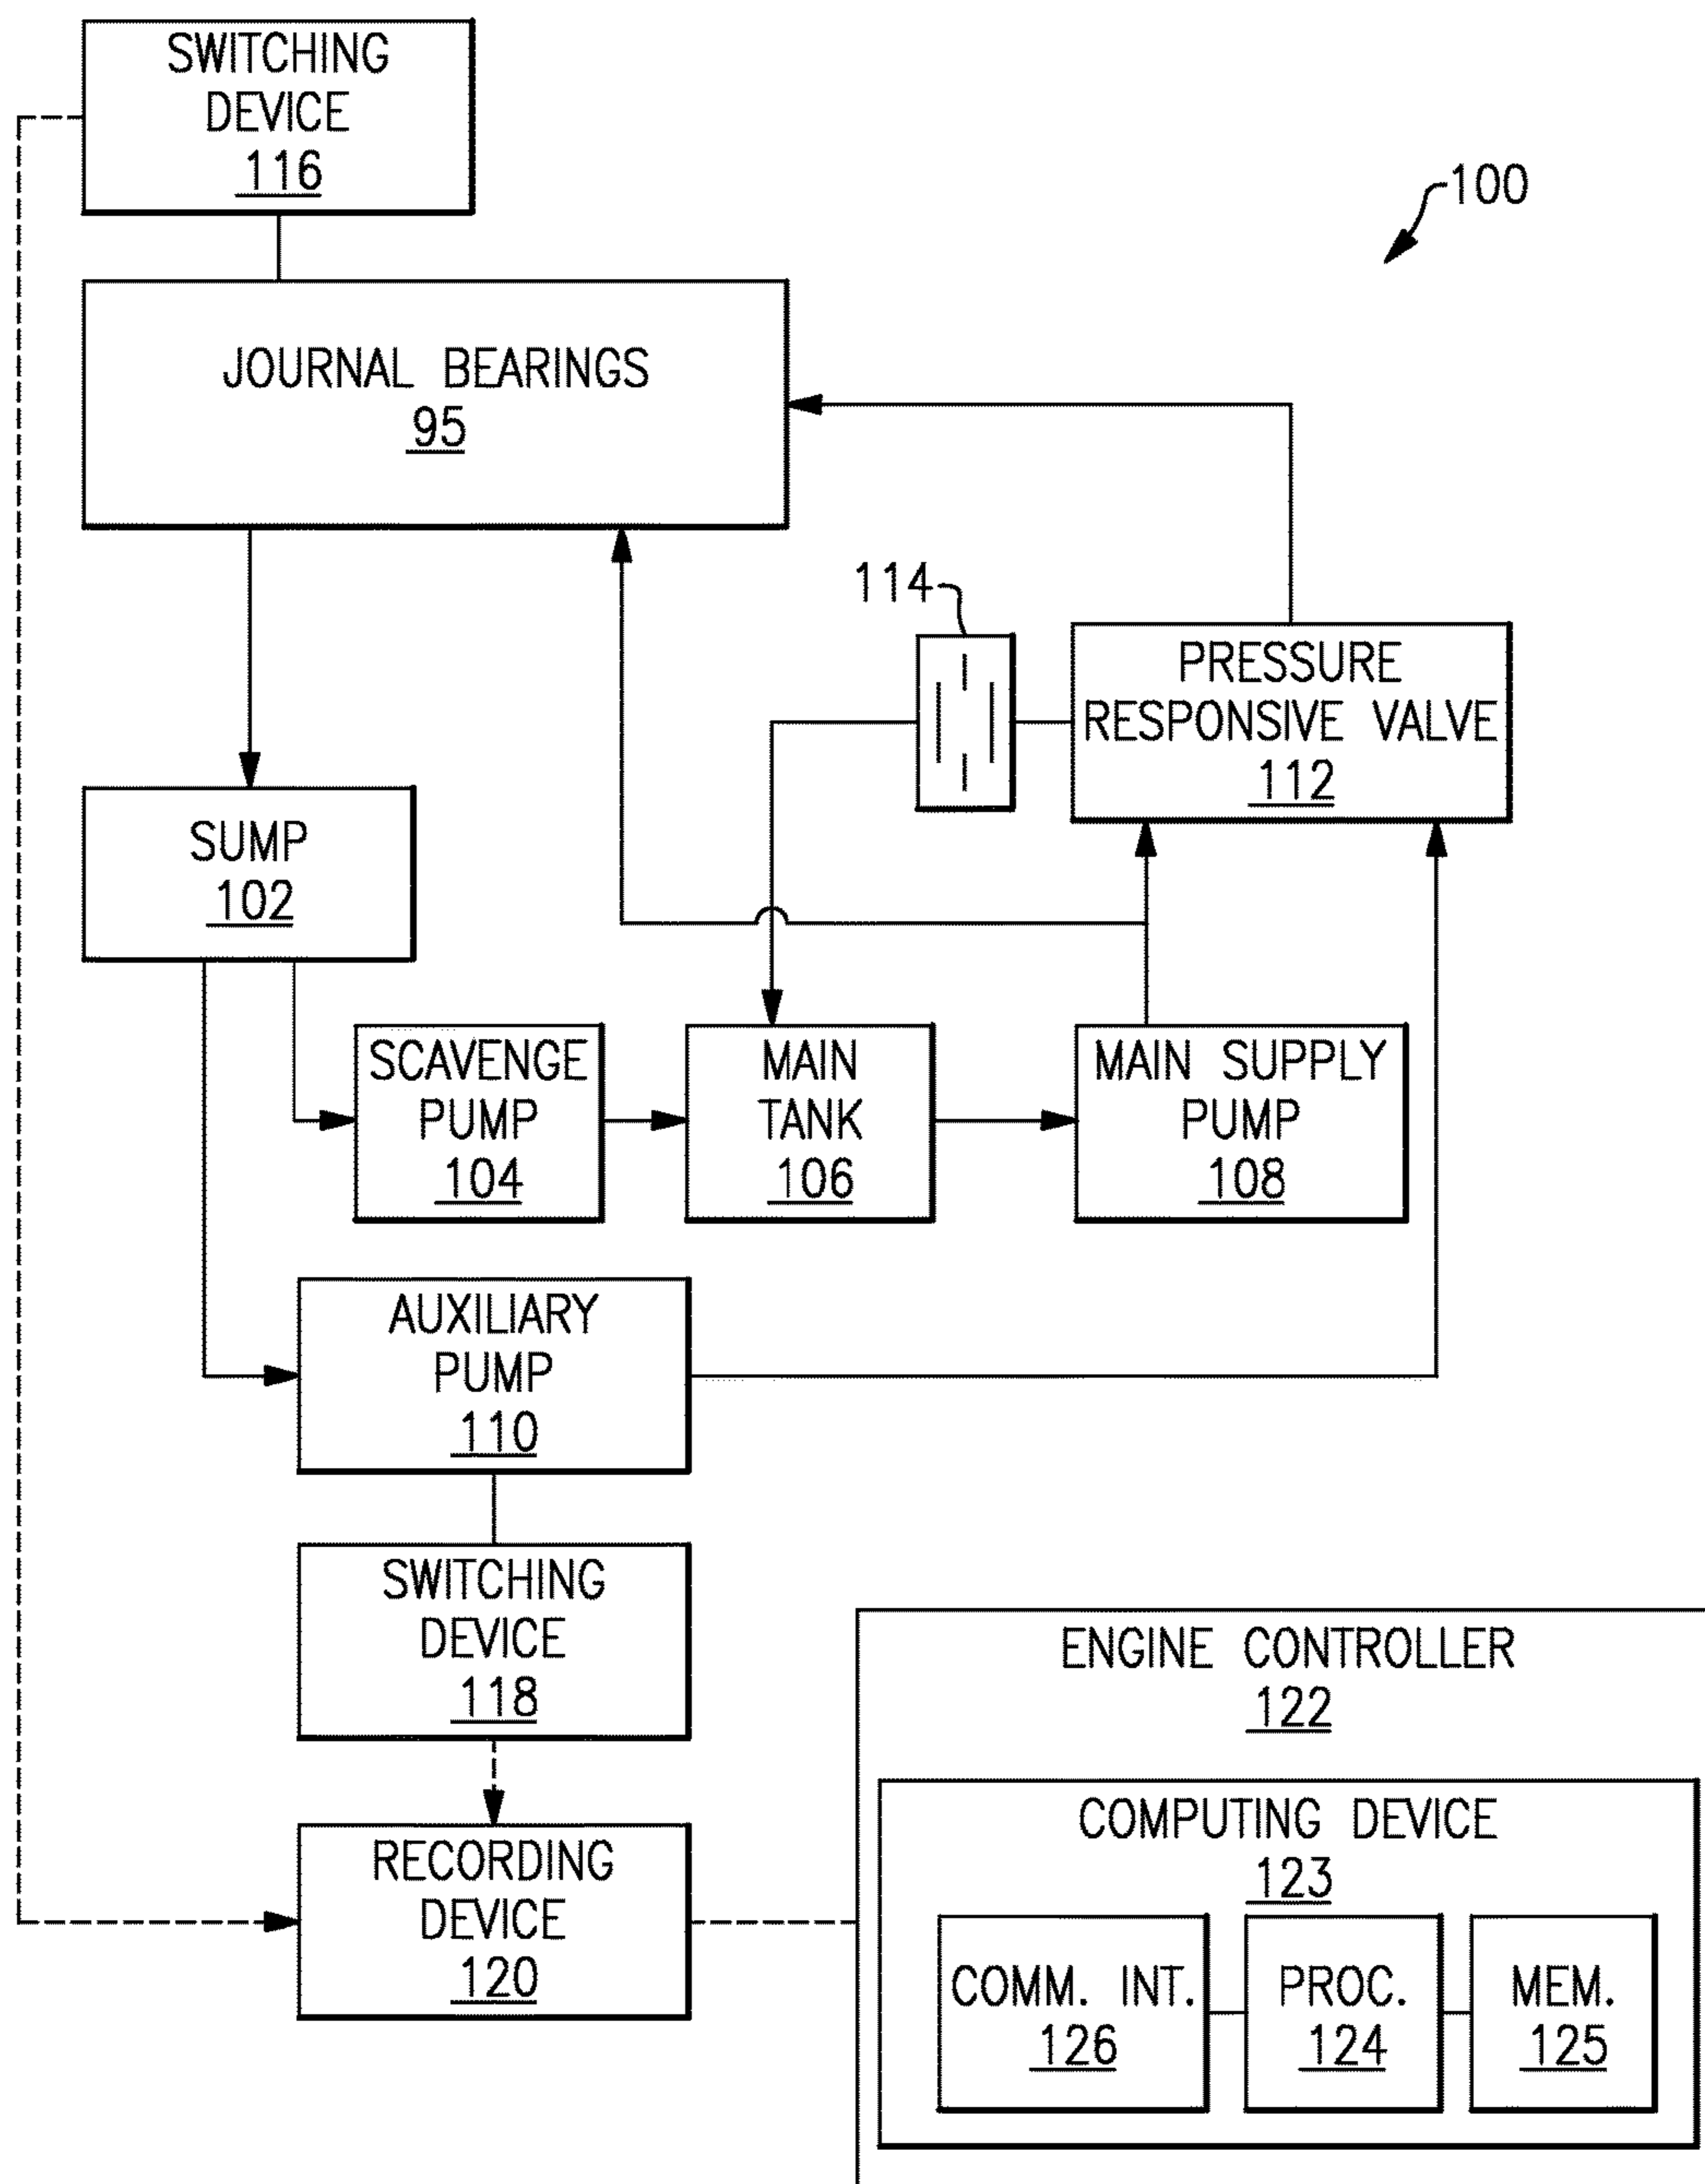 SWITCHING
DEVICE
116
100
JOURNAL BEARINGS
95
114
PRESSURE
RESPONSIVE VALVE
112
SUMP
102
SCAVENGE
PUMP
104
MAIN
TANK
106
MAIN SUPPLY
PUMP
108
AUXILIARY
PUMP
110
SWITCHING
DEVICE
118
ENGINE CONTROLLER
122
COMPUTING DEVICE
123
RECORDING
DEVICE
120
COMM. INT.
126
PROC.
124
MEM.
125